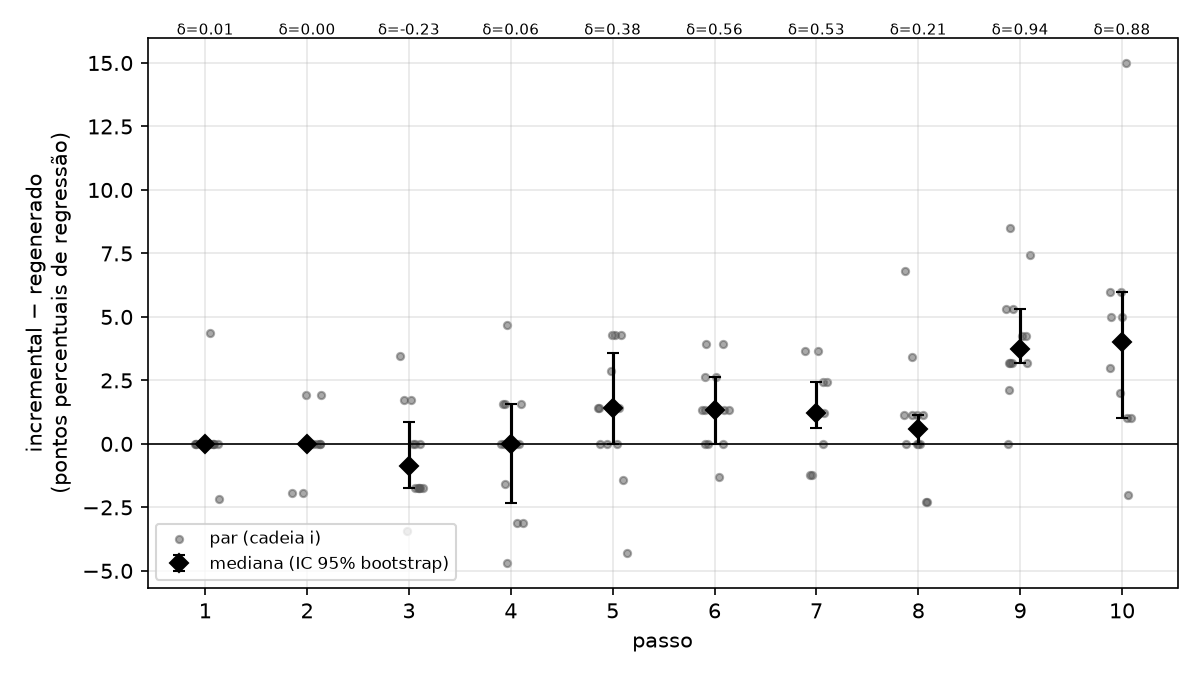 δ=0.01 δ=0.00 δ=-0.23 δ=0.06 δ=0.38 δ=0.56 δ=0.53 δ=0.21 δ=0.94 δ=0.88
incremental − regenerado
(pontos percentuais de regressão)
15.0
12.5
10.0
7.5
5.0
2.5
0.0
−2.5
−5.0
par (cadeia i)
mediana (IC 95% bootstrap)
1 2 3 4 5 6 7 8 9 10
passo